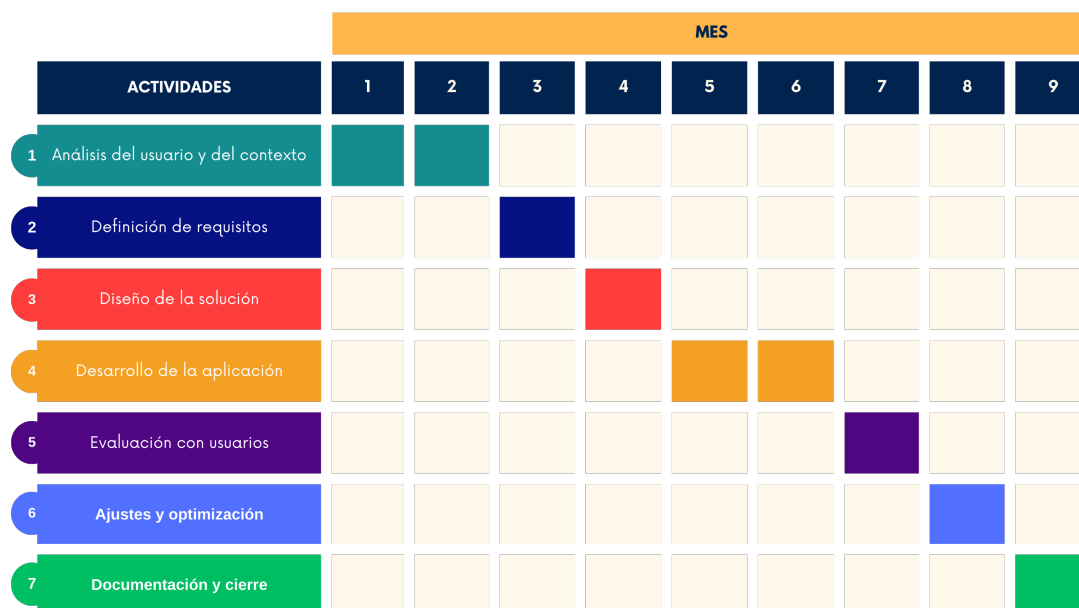 MES
ACTIVIDADES 1 2 3 4 5 6 7 8 9
1 Análisis del usuario y del contexto
2 Definición de requisitos
3 Diseño de la solución
4 Desarrollo de la aplicación
5 Evaluación con usuarios
6 Ajustes y optimización
7 Documentación y cierre